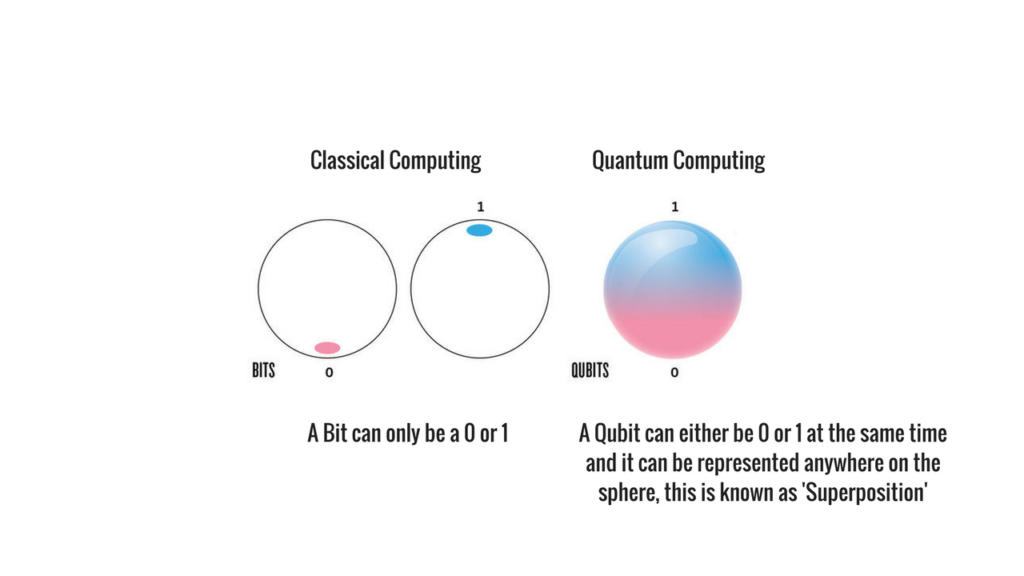 Classical Computing
Quantum Computing
1
1
BITS
0
QUBITS
0
A Bit can only be a 0 or 1
A Qubit can either be 0 or 1 at the same time
and it can be represented anywhere on the
sphere, this is known as 'Superposition'